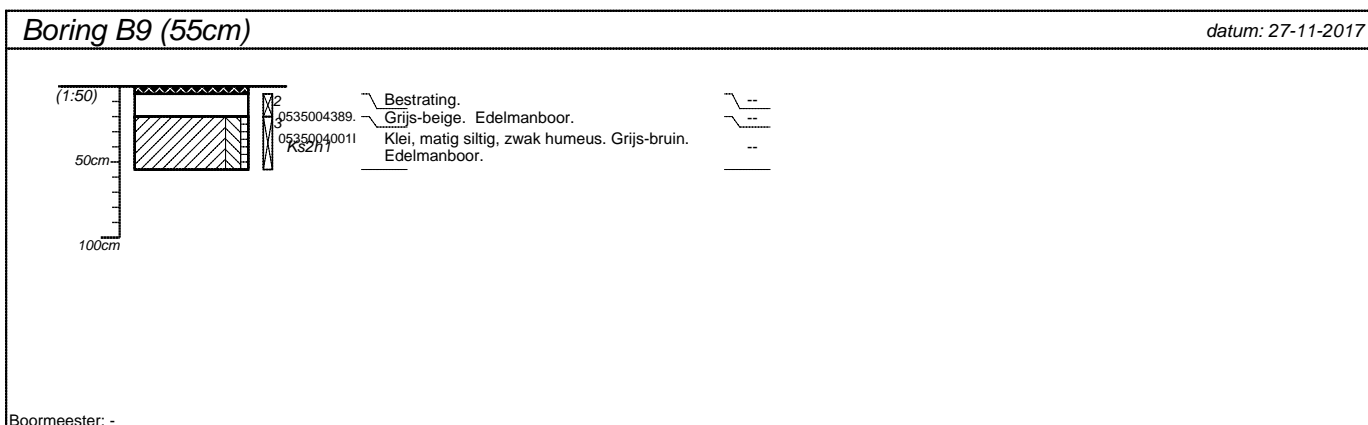 Boring B9 (55cm)
datum: 27-11-2017
(1:50)
2
Bestrating.
--
0535004389.
Grijs-beige. Edelmanboor.
--
3
0535004001I
Klei, matig siltig, zwak humeus. Grijs-bruin.
Ks2h1
Edelmanboor.
--
50cm
100cm
Boormeester: -